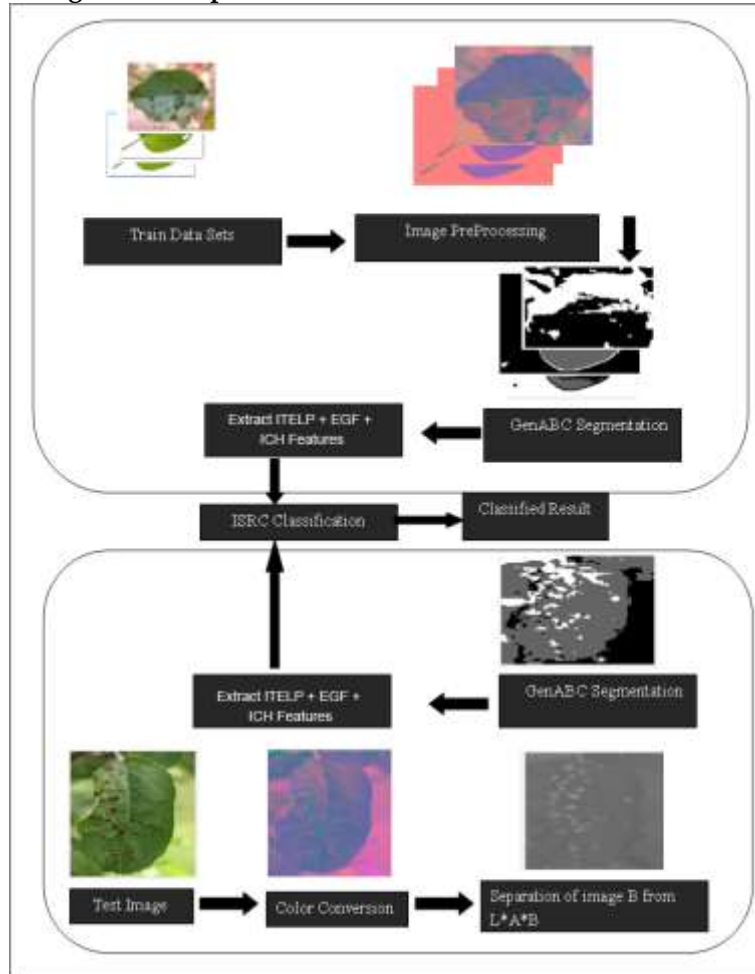 Train Data Sets
Image PreProcessing
GenABC Segmentation
Extract ITELP + EGF +
ICH Features
ISRC Classification
Classified Result
GenABC Segmentation
Extract ITELP + EGF +
ICH Features
Test Image
Color Conversion
Separation of image B from
L*A*B